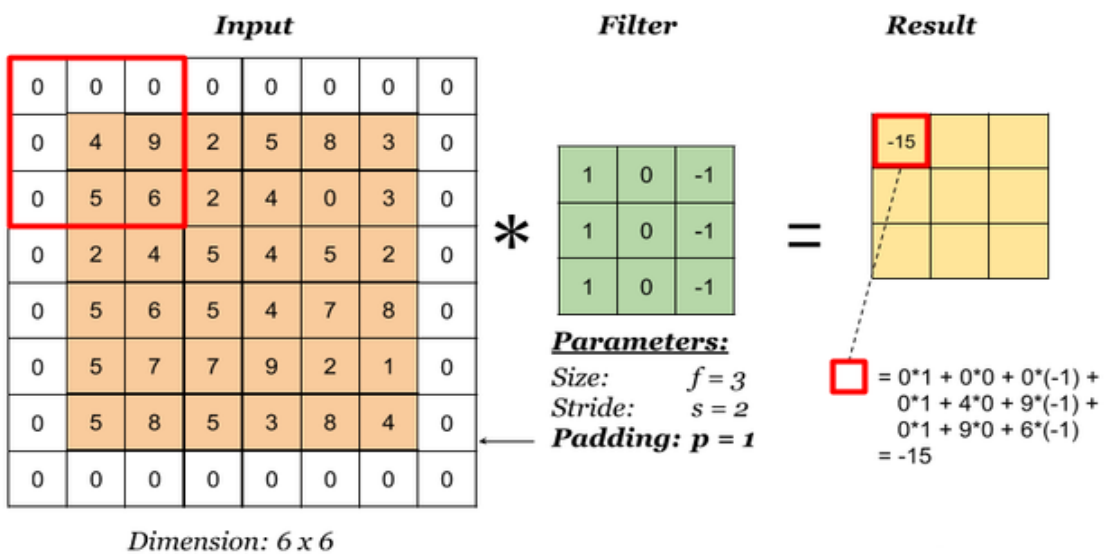 Input
Filter
Result
0 0 0 0 0 0 0 0
0 4 9 2 5 8 3 0
0 5 6 2 4 0 3 0
0 2 4 5 4 5 2 0
0 5 6 5 4 7 8 0
0 5 7 7 9 2 1 0
0 5 8 5 3 8 4 0
0 0 0 0 0 0 0 0
Dimension: 6 x 6
*
1 0 -1
1 0 -1
1 0 -1
Parameters:
Size: f = 3
Stride: s = 2
Padding: p = 1
=
-15
= 0*1 + 0*0 + 0*(-1) +
0*1 + 4*0 + 9*(-1) +
0*1 + 9*0 + 6*(-1)
= -15